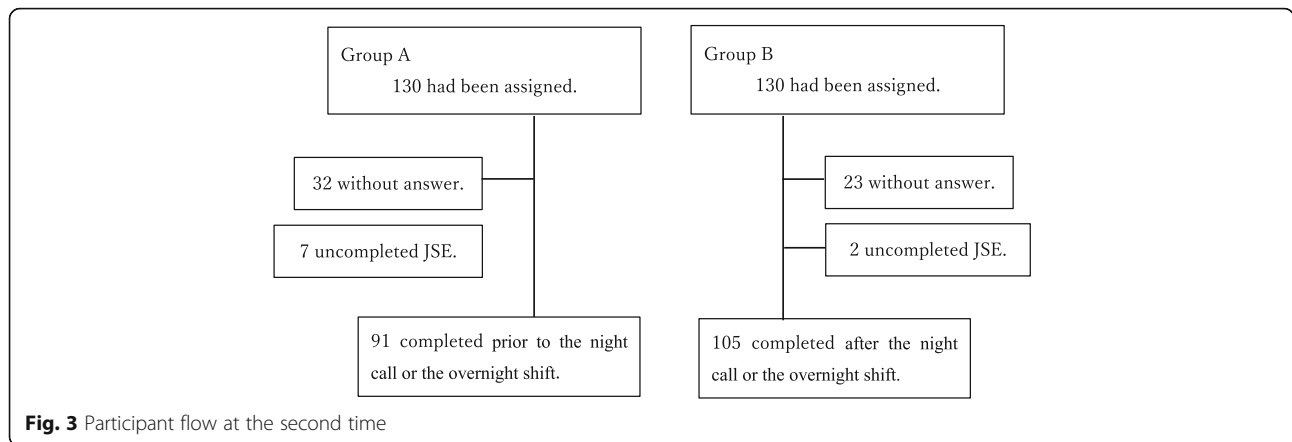 Group A
130 had been assigned.
32 without answer.
7 uncompleted JSE.
91 completed prior to the night
call or the overnight shift.
Group B
130 had been assigned.
23 without answer.
2 uncompleted JSE.
105 completed after the night
call or the overnight shift.
Fig. 3 Participant flow at the second time